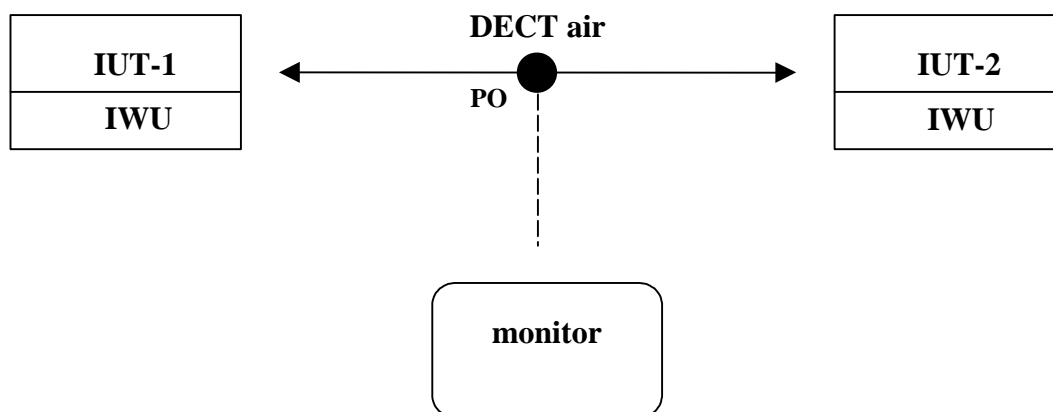 DECT air
IUT-1
IUT-2
PO
IWU
IWU
monitor